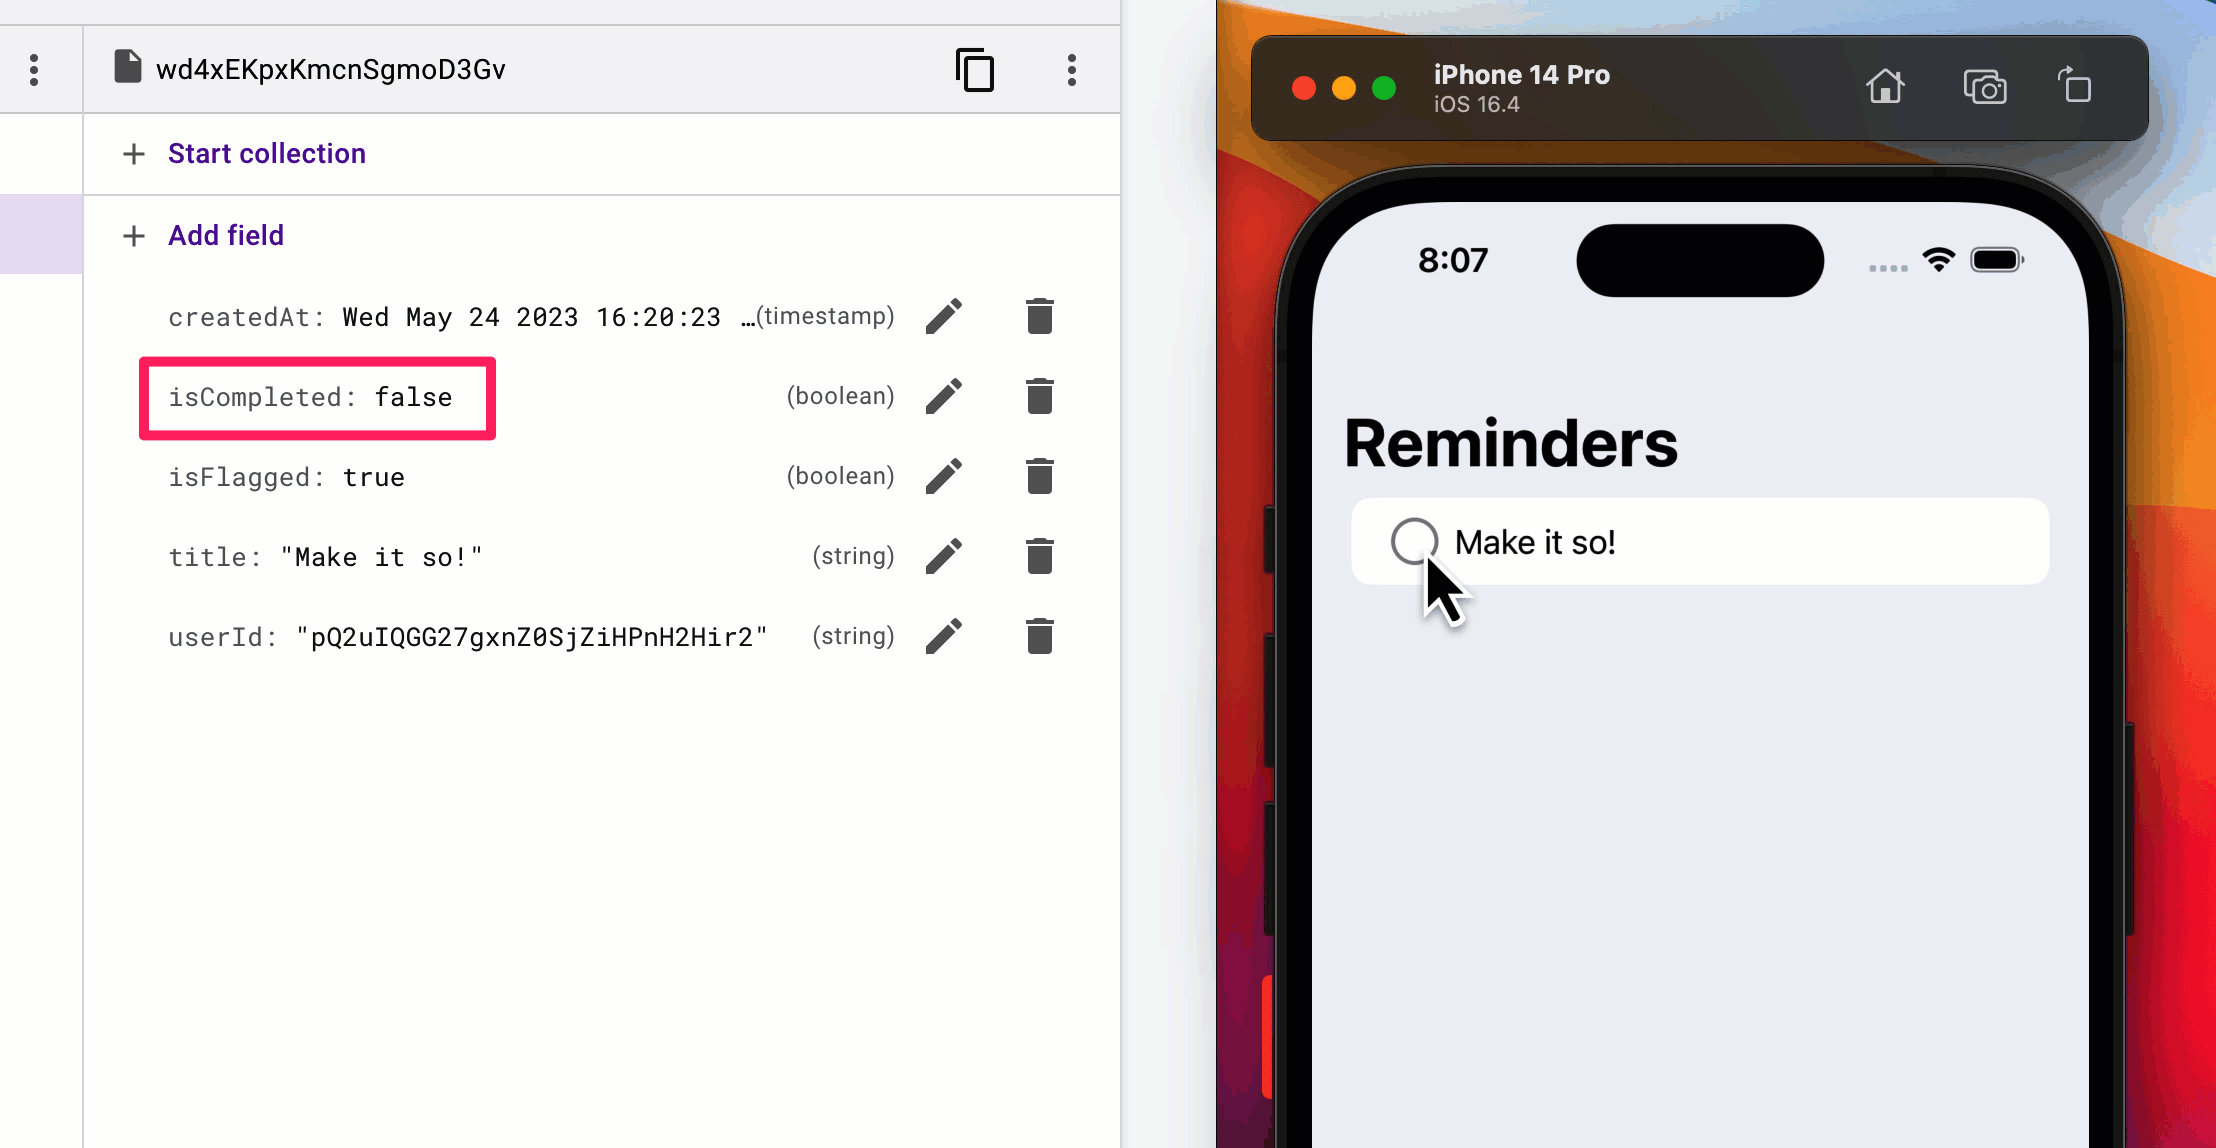 wd4xEKpxKmcnSgmoD3Gv
Start collection
Add field
createdAt: Wed May 24 2023 16:20:23 …(timestamp)
isCompleted: false (boolean)
isFlagged: true (boolean)
title: "Make it so!" (string)
userId: "pQ2uIQGG27gxnZ0SjZiHPnH2Hir2" (string)
iPhone 14 Pro
iOS 16.4
8:07
Reminders
Make it so!